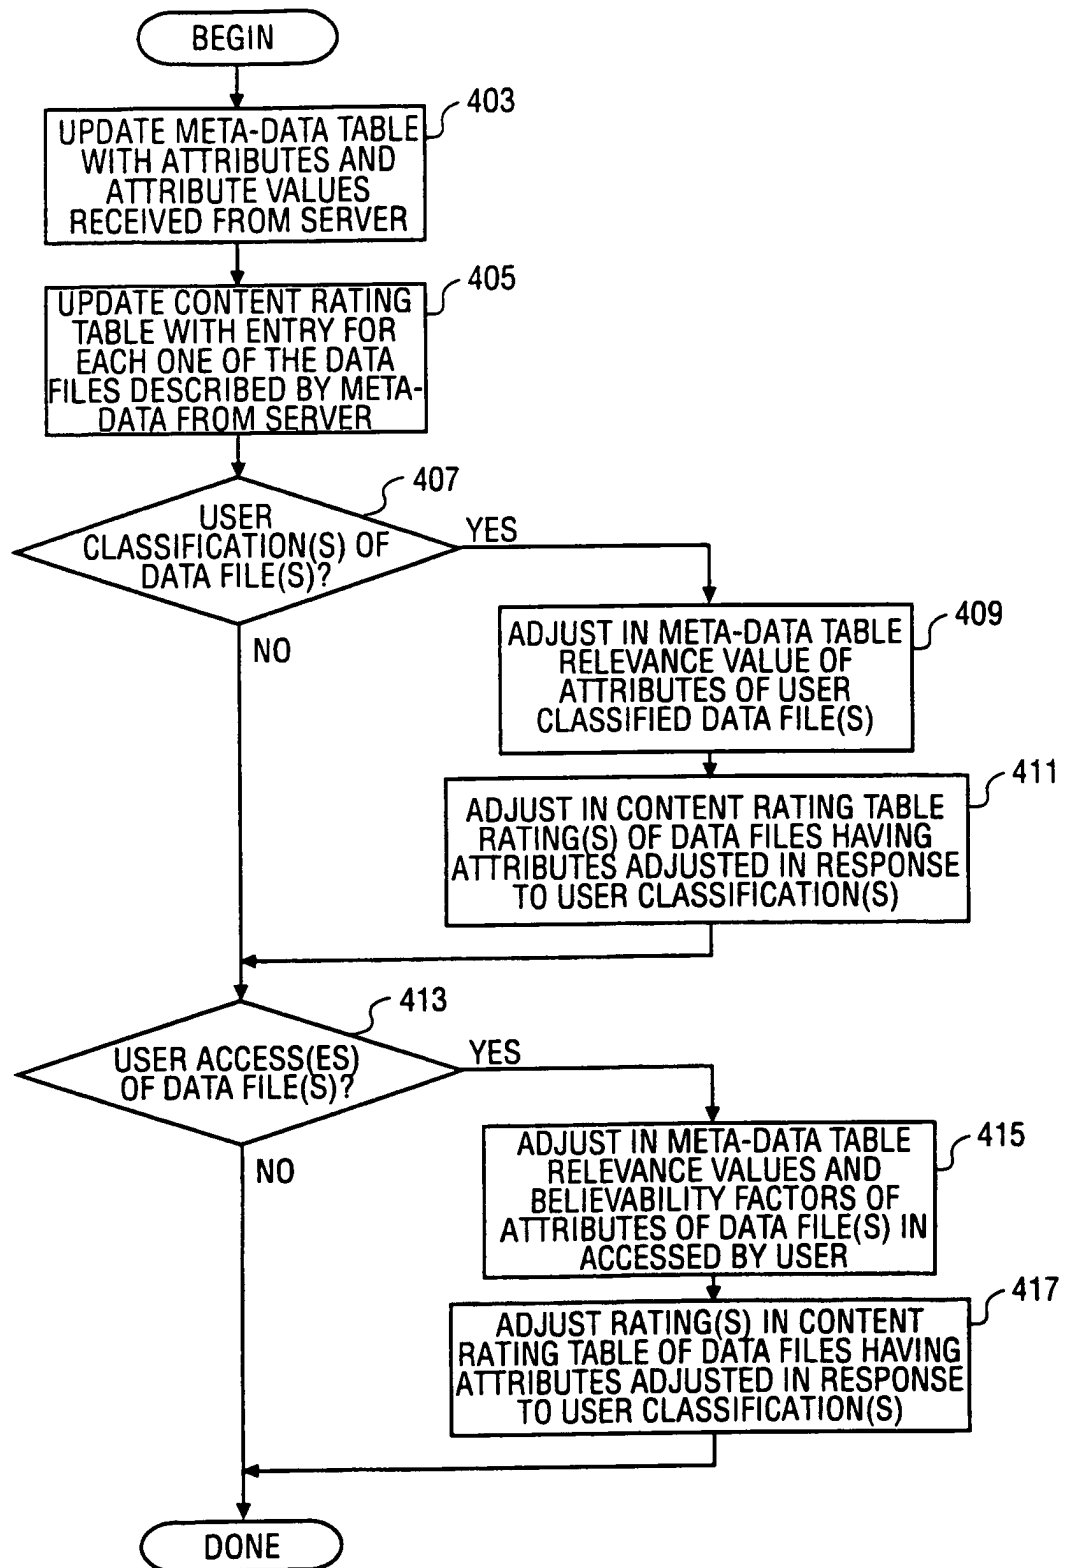 BEGIN
403
UPDATE META-DATA TABLE
WITH ATTRIBUTES AND
ATTRIBUTE VALUES
RECEIVED FROM SERVER
405
UPDATE CONTENT RATING
TABLE WITH ENTRY FOR
EACH ONE OF THE DATA
FILES DESCRIBED BY META-
DATA FROM SERVER
407
USER
CLASSIFICATION(S) OF
DATA FILE(S)?
YES
NO
409
ADJUST IN META-DATA TABLE
RELEVANCE VALUE OF
ATTRIBUTES OF USER
CLASSIFIED DATA FILE(S)
411
ADJUST IN CONTENT RATING TABLE
RATING(S) OF DATA FILES HAVING
ATTRIBUTES ADJUSTED IN RESPONSE
TO USER CLASSIFICATION(S)
413
USER ACCESS(ES)
OF DATA FILE(S)?
YES
NO
415
ADJUST IN META-DATA TABLE
RELEVANCE VALUES AND
BELIEVABILITY FACTORS OF
ATTRIBUTES OF DATA FILE(S) IN
ACCESSED BY USER
417
ADJUST RATING(S) IN CONTENT
RATING TABLE OF DATA FILES HAVING
ATTRIBUTES ADJUSTED IN RESPONSE
TO USER CLASSIFICATION(S)
DONE